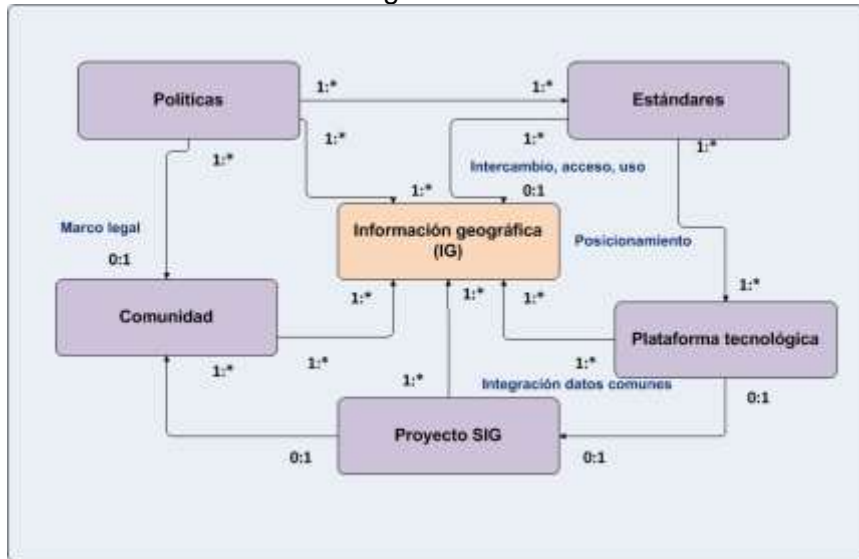 Políticas
1:*
1:*
Estándares
1:*
1:*
1:*
1:*
Intercambio, acceso, uso
1:*
0:1
Marco legal
Información geográfica
(IG)
Posicionamiento
0:1
1:*
1:*
1:*
1:*
Comunidad
Plataforma tecnológica
1:*
1:*
1:*
1:*
Integración datos comunes
0:1
Proyecto SIG
0:1
0:1